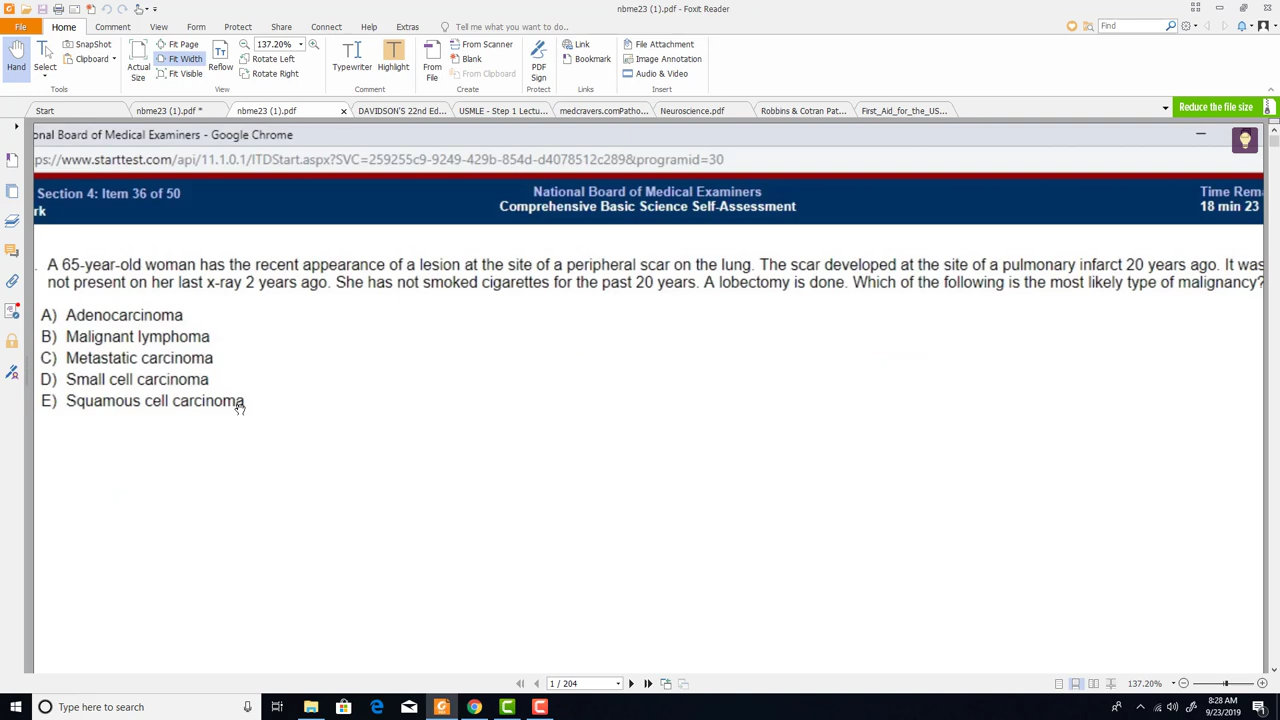 nbme23 (1).pdf - Foxit Reader
File Home Comment View Form Protect Share Connect Help Extras Tell me what you want to do.. Find
SnapShot Fit Page 137.20% From Scanner Link File Attachment
Hand Select Clipboard Actual Size Fit Width Reflow Rotate Left Typewriter Highlight From File Blank PDF Sign Bookmark Image Annotation
Fit Visible Rotate Right From Clipboard Audio & Video
Tools View Comment Create Protect Links Insert
Start nbme23 (1).pdf * nbme23 (1).pdf DAVIDSON'S 22nd Ed... USMLE - Step 1 Lectu... medcravers.comPatho... Neuroscience.pdf Robbins & Cotran Pat... First_Aid_for_the_US... Reduce the file size
onal Board of Medical Examiners - Google Chrome
ps://www.starttest.com/api/11.1.0.1/ITDStart.aspx?SVC=259255c9-9249-429b-854d-d4078512c289&programid=30
Section 4: Item 36 of 50 National Board of Medical Examiners Time Rema
rk Comprehensive Basic Science Self-Assessment 18 min 23
. A 65-year-old woman has the recent appearance of a lesion at the site of a peripheral scar on the lung. The scar developed at the site of a pulmonary infarct 20 years ago. It was
not present on her last x-ray 2 years ago. She has not smoked cigarettes for the past 20 years. A lobectomy is done. Which of the following is the most likely type of malignancy?
A) Adenocarcinoma
B) Malignant lymphoma
C) Metastatic carcinoma
D) Small cell carcinoma
E) Squamous cell carcinoma
1 / 204 137.20%
Type here to search 8:28 AM
9/23/2019